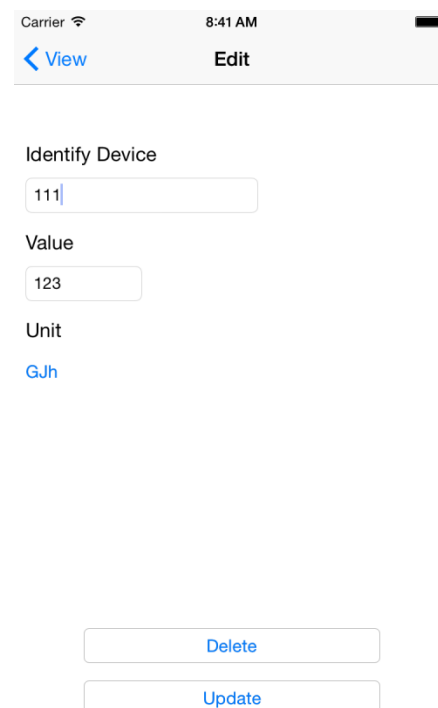 Carrier 8:41 AM
View Edit
Identify Device
111
Value
123
Unit
GJh
Delete
Update